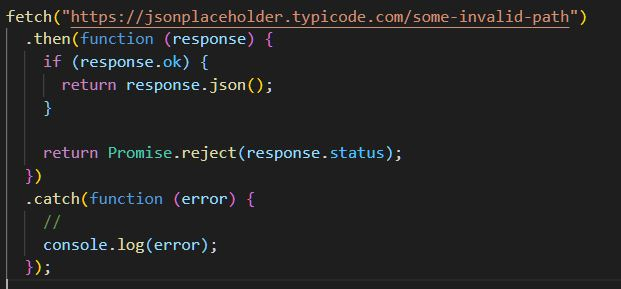 fetch("https://jsonplaceholder.typicode.com/some-invalid-path")
  .then(function (response) {
    if (response.ok) {
      return response.json();
    }

    return Promise.reject(response.status);
  })
  .catch(function (error) {
    //
    console.log(error);
  });